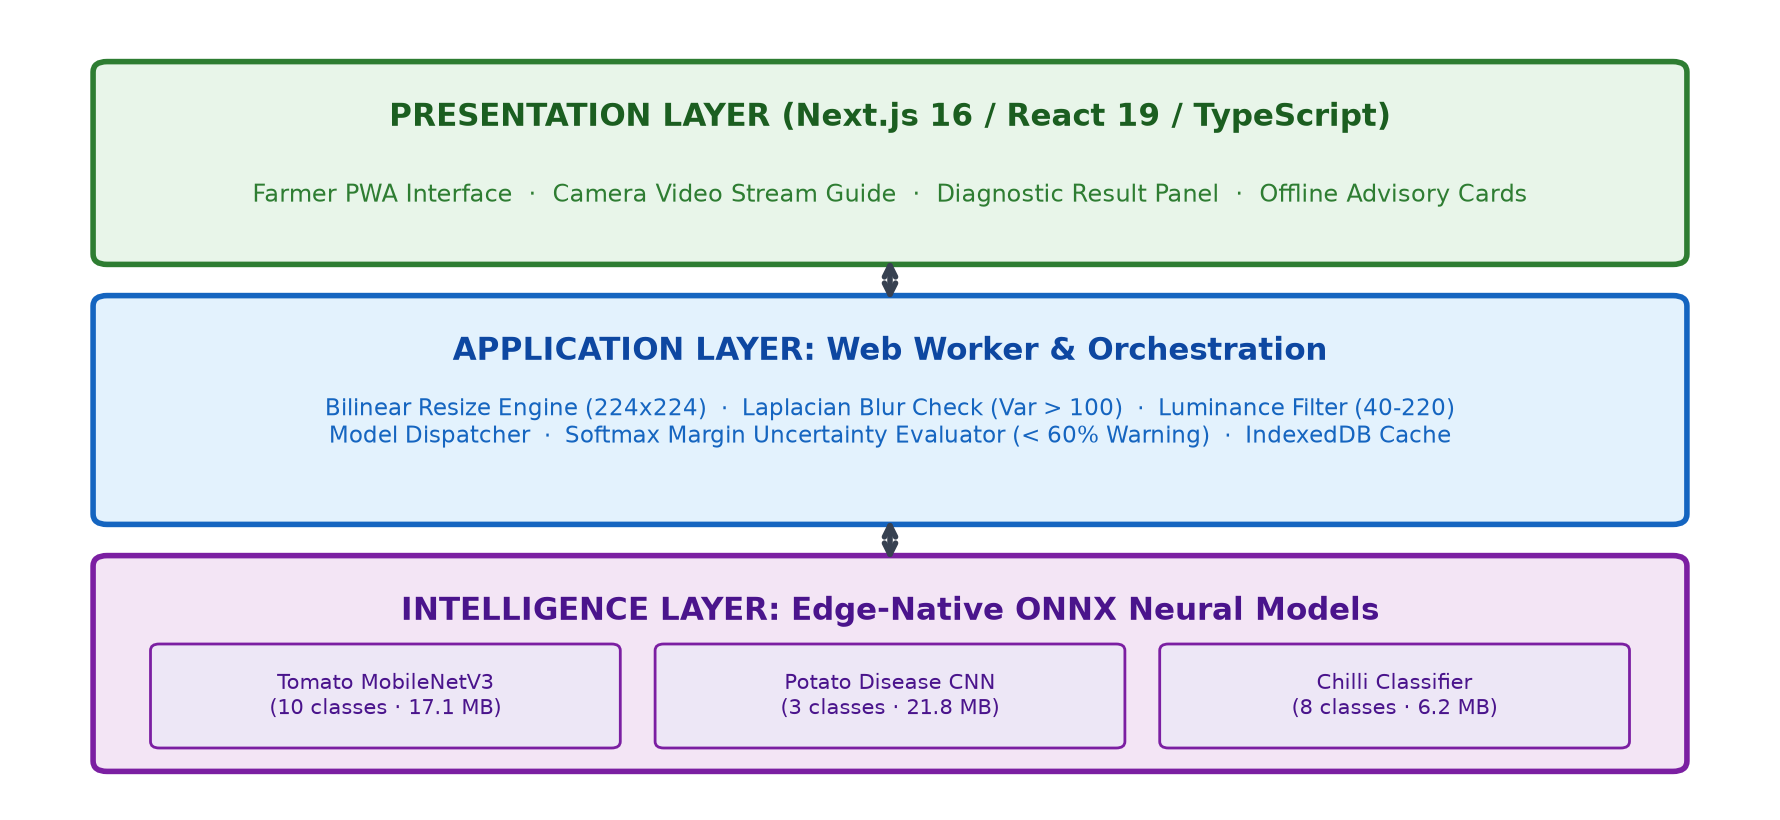 PRESENTATION LAYER (Next.js 16 / React 19 / TypeScript)
Farmer PWA Interface · Camera Video Stream Guide · Diagnostic Result Panel · Offline Advisory Cards
APPLICATION LAYER: Web Worker & Orchestration
Bilinear Resize Engine (224x224) · Laplacian Blur Check (Var > 100) · Luminance Filter (40-220)
Model Dispatcher · Softmax Margin Uncertainty Evaluator (< 60% Warning) · IndexedDB Cache
INTELLIGENCE LAYER: Edge-Native ONNX Neural Models
Tomato MobileNetV3
(10 classes · 17.1 MB)
Potato Disease CNN
(3 classes · 21.8 MB)
Chilli Classifier
(8 classes · 6.2 MB)